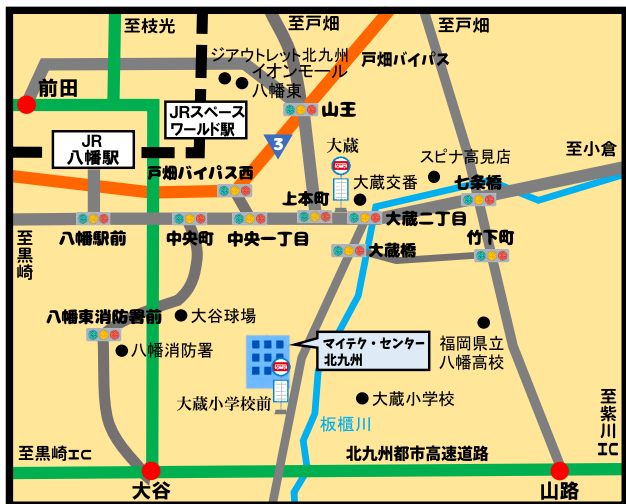 至枝光
至戸畑
至戸畑
ジアウトレット北九州
イオンモール
八幡東
戸畑バイパス
前田
JRスペース
ワールド駅
山王
3
JR
八幡駅
大蔵
スピナ高見店
至小倉
戸畑バイパス西
大蔵交番
七条橋
上本町
至黒崎
八幡駅前
中央町
中央一丁目
大蔵二丁目
大蔵橋
竹下町
八幡東消防署前
大谷球場
八幡消防署
マイテク・センター
北九州
福岡県立
八幡高校
大蔵小学校前
大蔵小学校
板櫃川
至紫川IC
至黒崎IC
北九州都市高速道路
大谷
山路